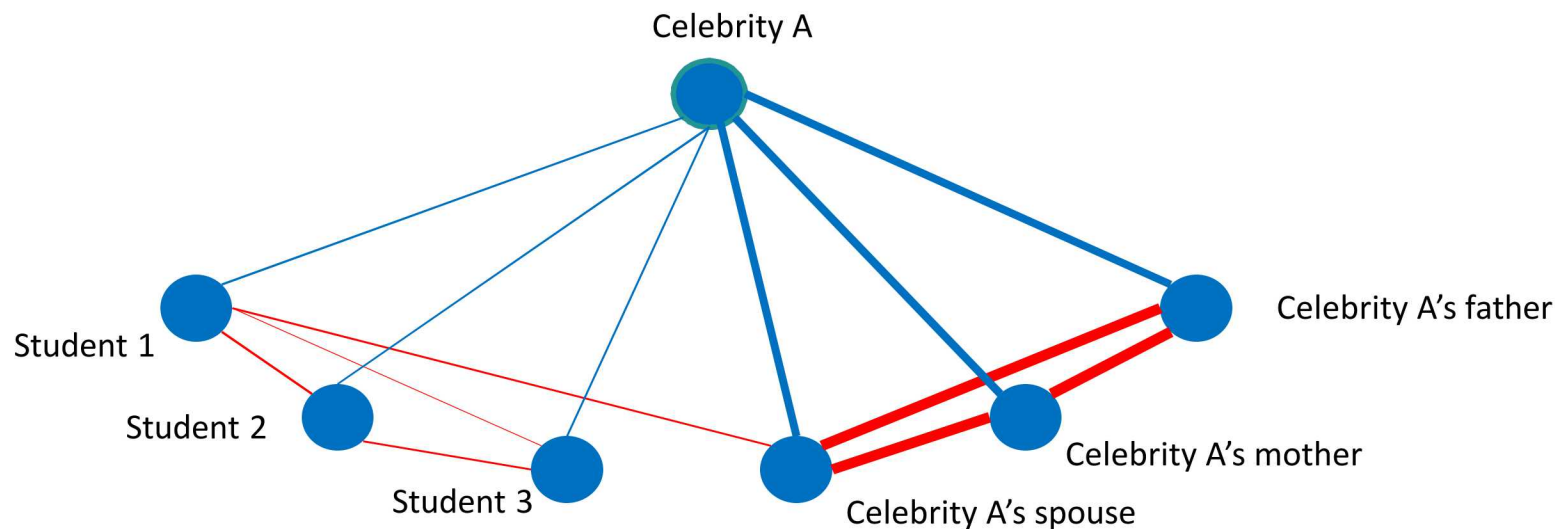 Celebrity A
Celebrity A’s father
Student 1
Student 2
Celebrity A’s mother
Student 3
Celebrity A’s spouse